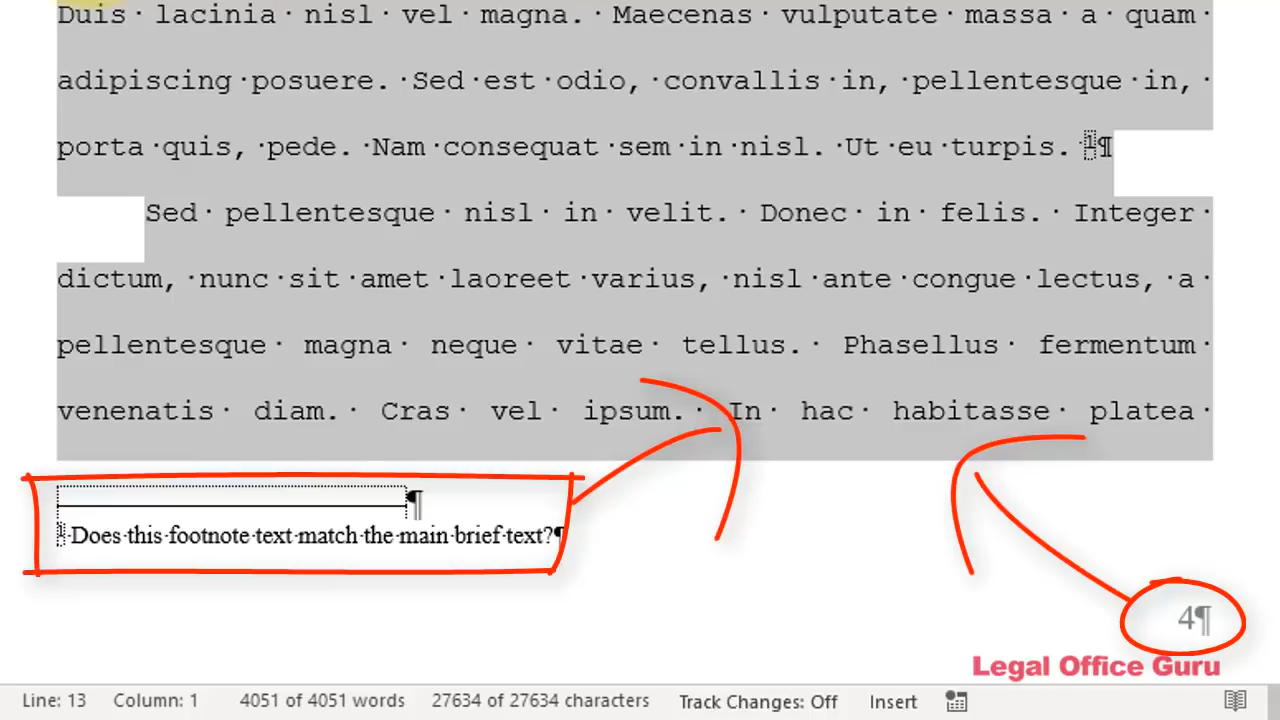 Duis lacinia nisl vel magna. Maecenas vulputate massa a quam
adipiscing posuere. Sed est odio, convallis in, pellentesque in,
porta quis, pede. Nam consequat sem in nisl. Ut eu turpis. 1¶
Sed pellentesque nisl in velit. Donec in felis. Integer
dictum, nunc sit amet laoreet varius, nisl ante congue lectus, a
pellentesque magna neque vitae tellus. Phasellus fermentum
venenatis diam. Cras vel ipsum. In hac habitasse platea
¶
1 Does this footnote text match the main brief text?¶
4¶
Legal Office Guru
Line: 13 Column: 1 4051 of 4051 words 27634 of 27634 characters Track Changes: Off Insert